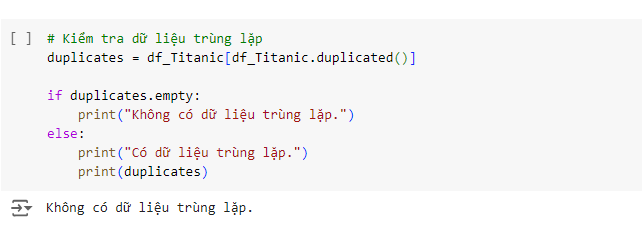 [ ] # Kiểm tra dữ liệu trùng lặp
duplicates = df_Titanic[df_Titanic.duplicated()]
if duplicates.empty:
print("Không có dữ liệu trùng lặp.")
else:
print("Có dữ liệu trùng lặp.")
print(duplicates)
Không có dữ liệu trùng lặp.